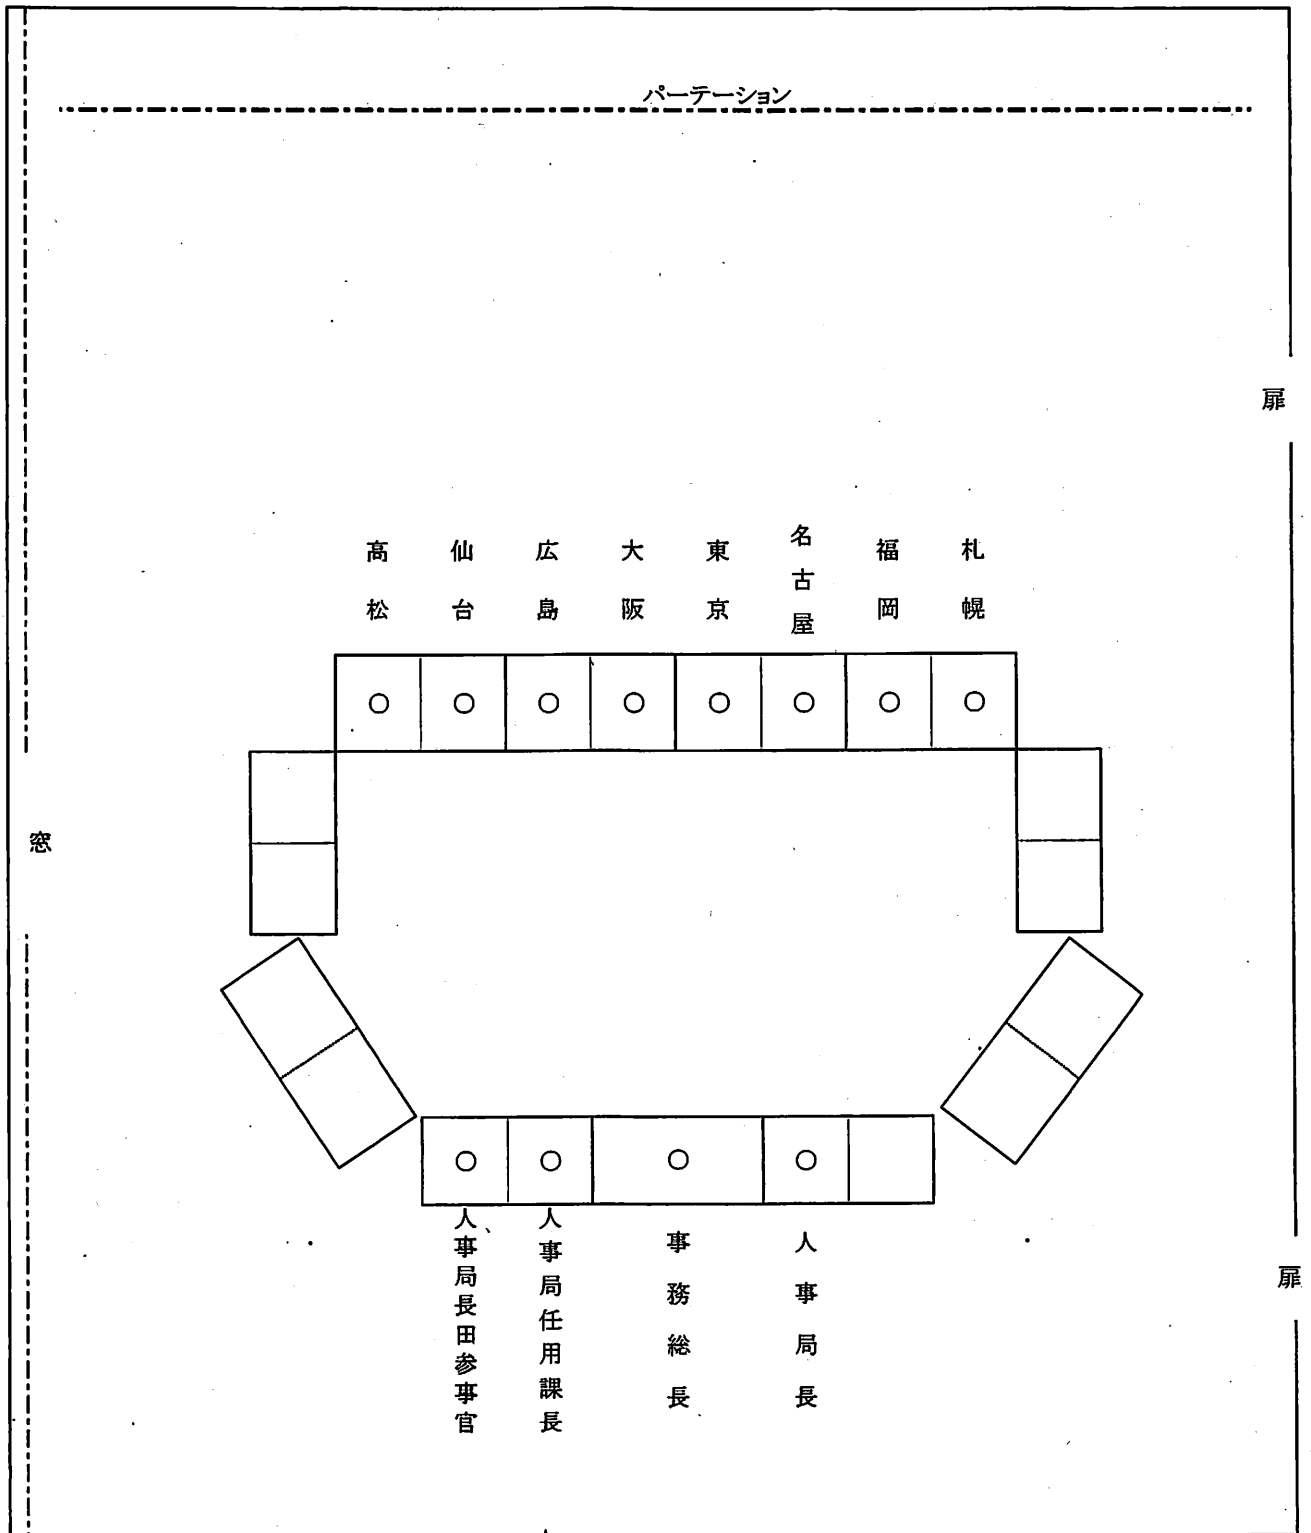 パーテーション
扉
高松
仙台
広島
大阪
東京
名古屋
福岡
札幌
窓
人事局長田参事官
人事局任用課長
事務総長
人事局長
扉